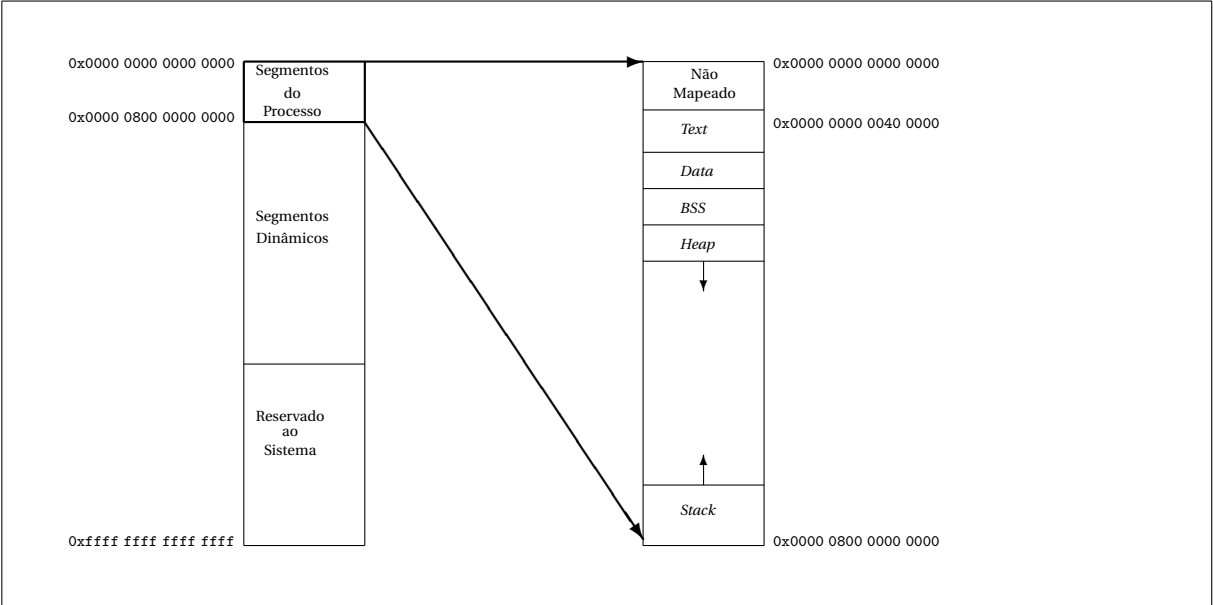 0x0000 0000 0000 0000
Segmentos
do
Processo
0x0000 0800 0000 0000
Segmentos
Dinâmicos
Reservado
ao
Sistema
0xffff ffff ffff ffff
Não
Mapeado
0x0000 0000 0000 0000
Text
0x0000 0000 0040 0000
Data
BSS
Heap
Stack
0x0000 0800 0000 0000